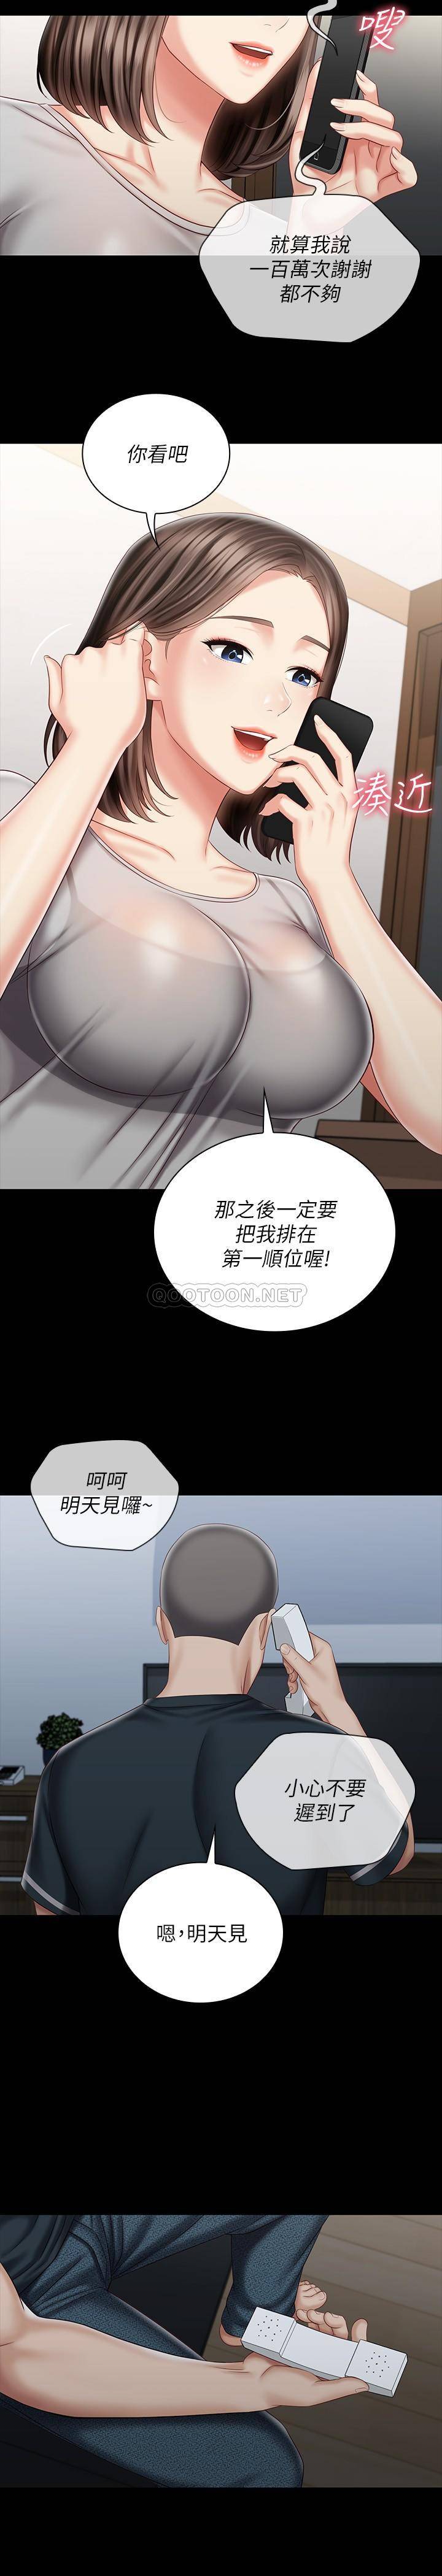 嗖
就算我說
一百萬次謝謝
都不夠
你看吧
湊近
那之後一定要
把我排在
第一順位喔!
QOOTOON.NET
呵呵
明天見囉~
小心不要
遲到了
嗯,明天見